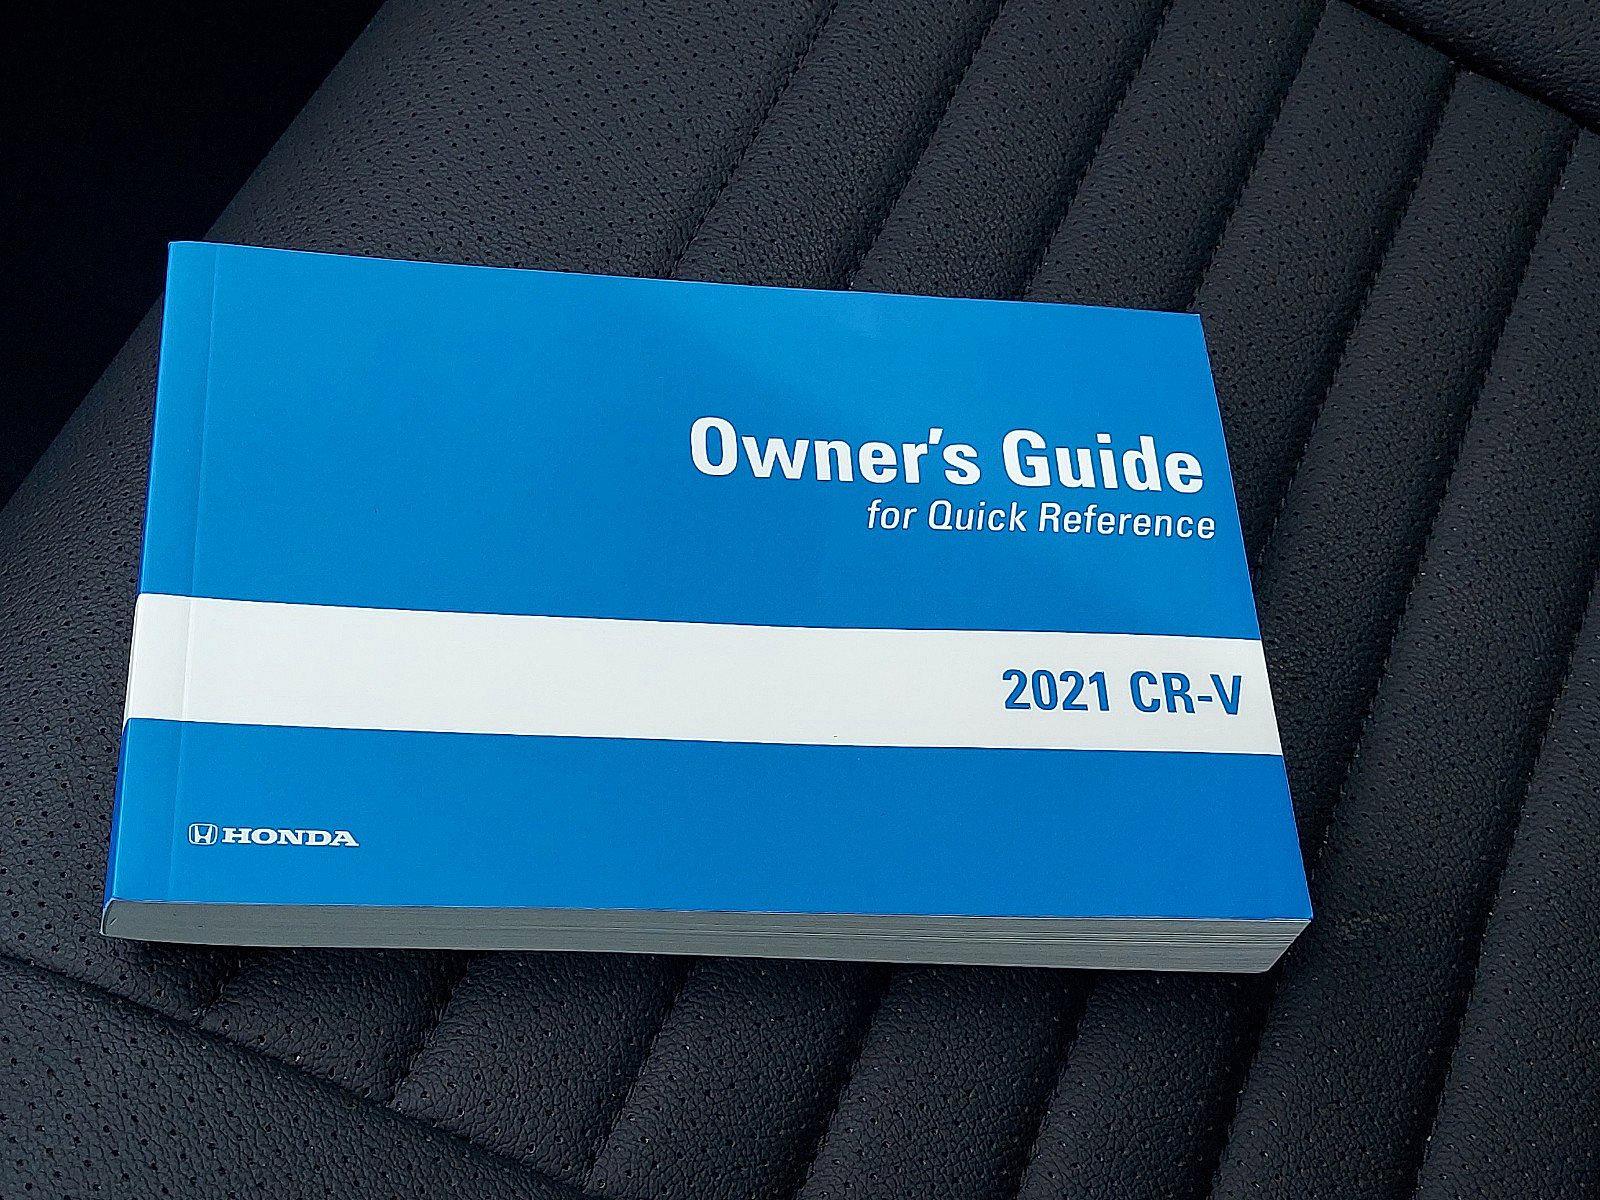 Owner's Guide
for Quick Reference
2021 CR-V
HONDA